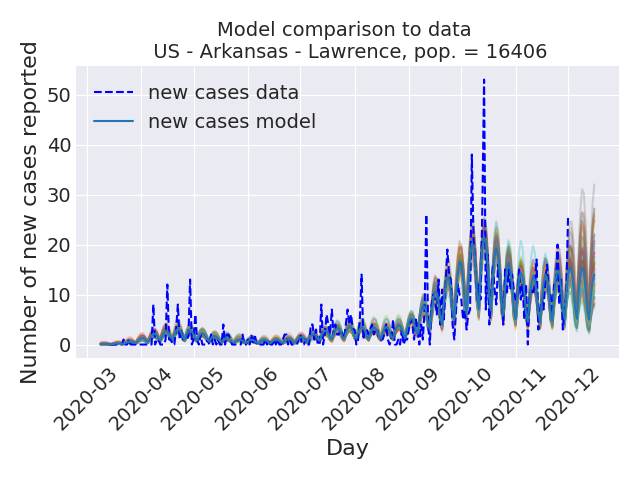 Model comparison to data
US - Arkansas - Lawrence, pop. = 16406
Number of new cases reported
50
40
30
20
10
0
new cases data
new cases model
2020-03
2020-04
2020-05
2020-06
2020-07
2020-08
2020-09
2020-10
2020-11
2020-12
Day